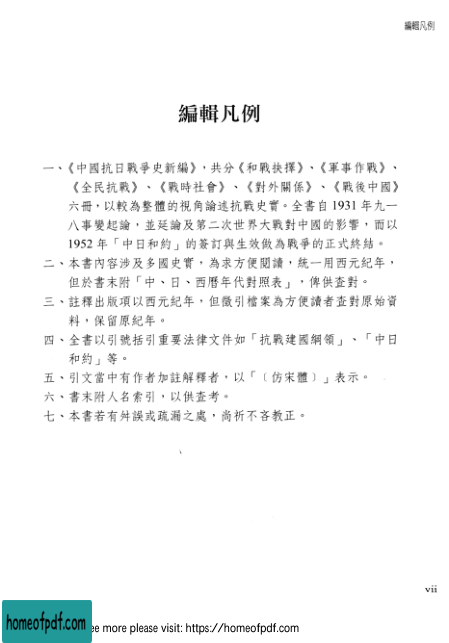 編輯凡例
編輯凡例
一、《中國抗日戰爭史新編》，共分《和戰抉擇》、《軍事作戰》、
《全民抗戰》、《戰時社會》、《對外關係》、《戰後中國》
六冊，以較為整體的視角論述抗戰史實。全書自 1931 年九一
八事變起論，並延論及第二次世界大戰對中國的影響，而以
1952 年「中日和約」的簽訂與生效做為戰爭的正式終結。
二、本書內容涉及多國史實，為求方便閱讀，統一用西元紀年，
但於書末附「中、日、西曆年代對照表」，俾供查對。
三、註釋出版項以西元紀年，但徵引檔案為方便讀者查對原始資
料，保留原紀年。
四、全書以引號括引重要法律文件如「抗戰建國綱領」、「中日
和約」等。
五、引文當中有作者加註解釋者，以「〔仿宋體〕」表示。
六、書末附人名索引，以供查考。
七、本書若有舛誤或疏漏之處，尚祈不吝教正。
vii
homeofpdf.com
ee more please visit: https://homeofpdf.com